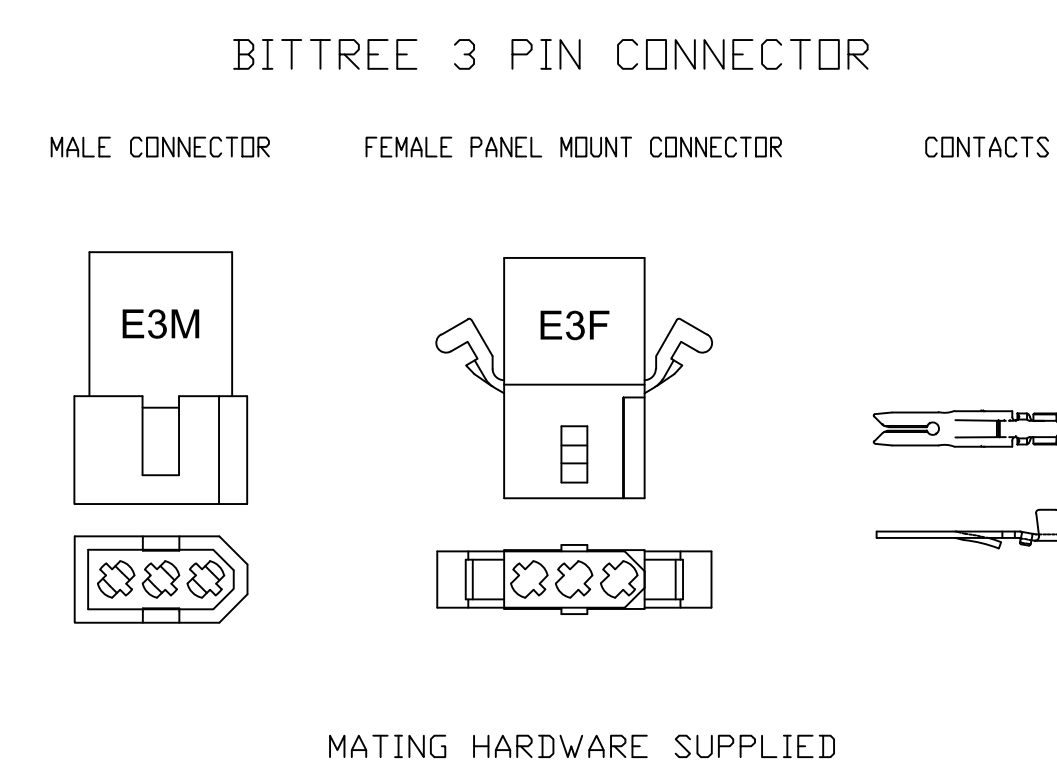 BITTREE 3 PIN CONNECTOR
MALE CONNECTOR FEMALE PANEL MOUNT CONNECTOR CONTACTS
E3M E3F
MATING HARDWARE SUPPLIED